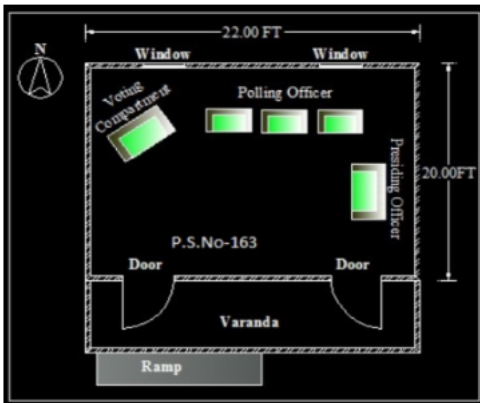 22.00 FT
N
Window
Window
Voting
Compartment
Polling Officer
Presiding Officer
20.00FT
P.S.No-163
Door
Door
Varanda
Ramp